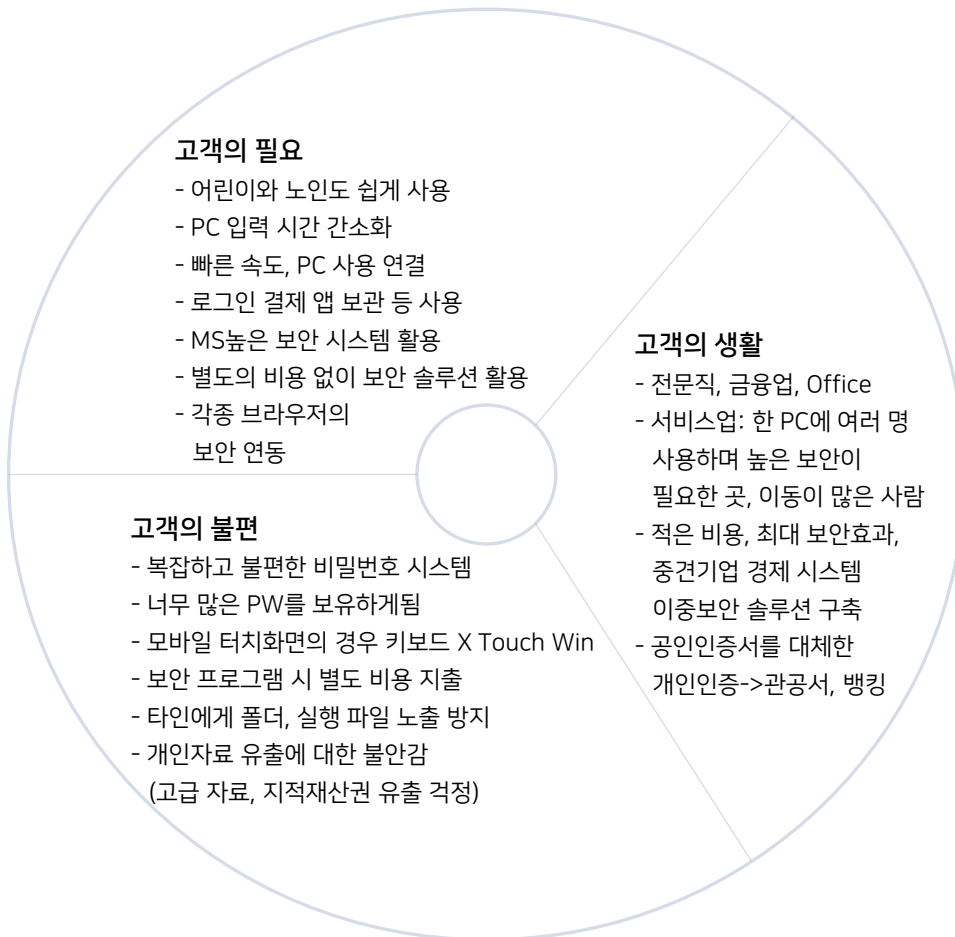 고객의 필요
- 어린이와 노인도 쉽게 사용
- PC 입력 시간 간소화
- 빠른 속도, PC 사용 연결
- 로그인 결제 앱 보관 등 사용
- MS높은 보안 시스템 활용
- 별도의 비용 없이 보안 솔루션 활용
- 각종 브라우저의
보안 연동
고객의 생활
- 전문직, 금융업, Office
- 서비스업: 한 PC에 여러 명
사용하며 높은 보안이
필요한 곳, 이동이 많은 사람
- 적은 비용, 최대 보안효과,
중견기업 경제 시스템
이중보안 솔루션 구축
- 공인인증서를 대체한
개인인증->관공서, 뱅킹
고객의 불편
- 복잡하고 불편한 비밀번호 시스템
- 너무 많은 PW를 보유하게됨
- 모바일 터치화면의 경우 키보드 X Touch Win
- 보안 프로그램 시 별도 비용 지출
- 타인에게 폴더, 실행 파일 노출 방지
- 개인자료 유출에 대한 불안감
(고급 자료, 지적재산권 유출 걱정)